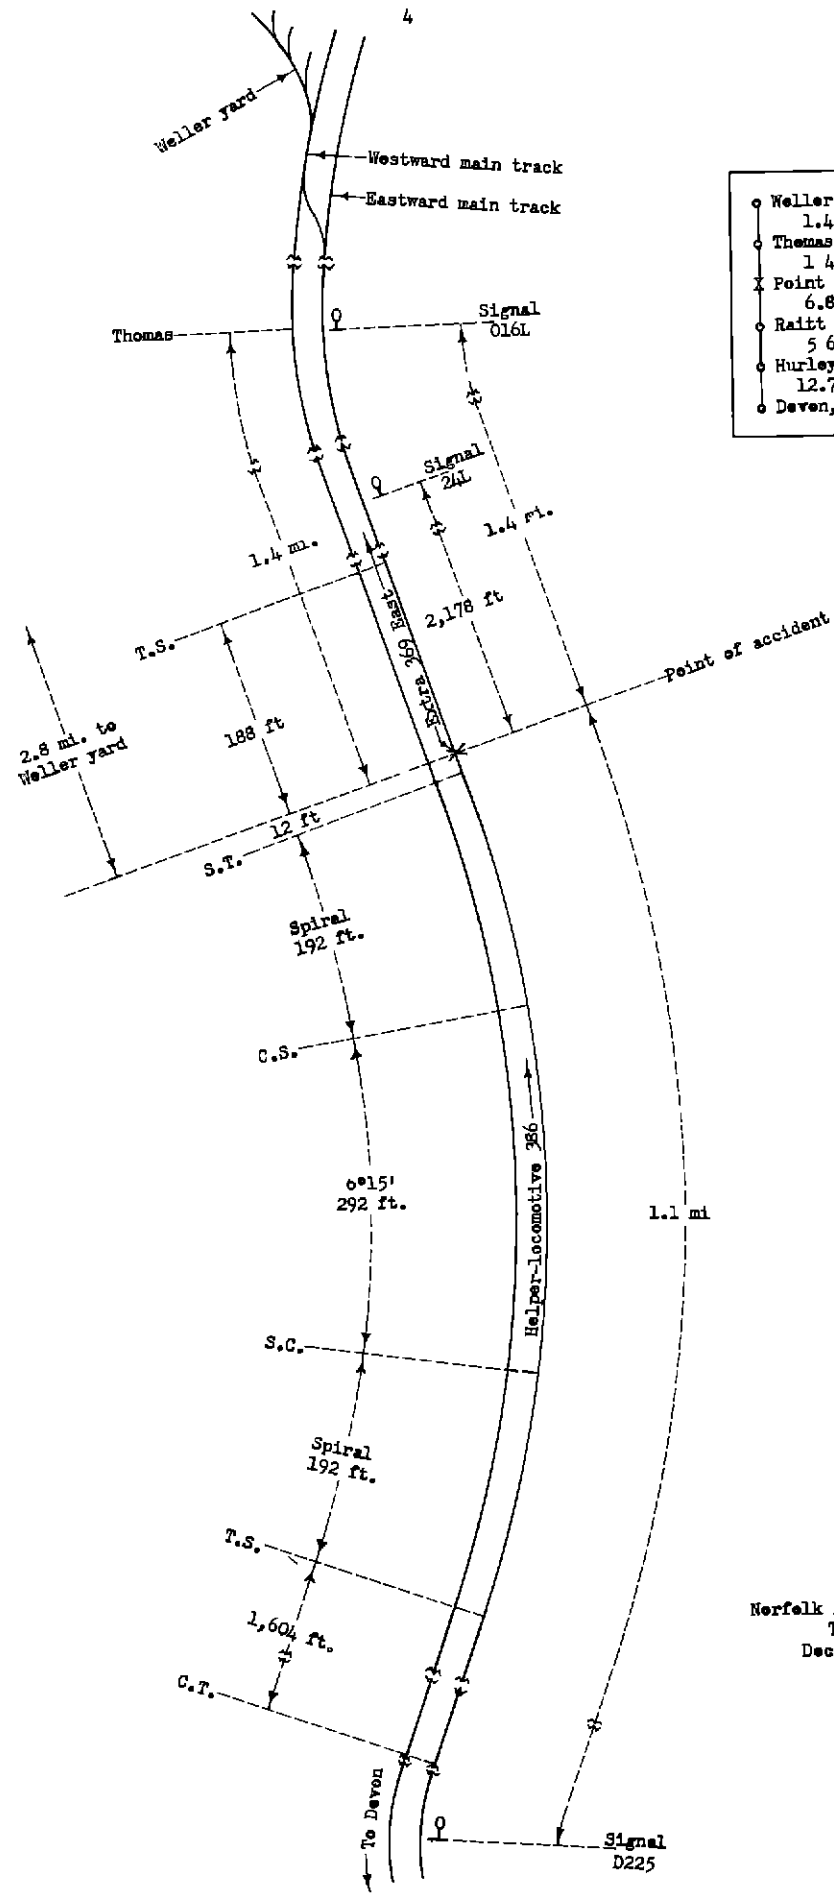 4
Weller yard
Westward main track
Eastward main track
Weller
1.4
Thomas
1 4
Point
6.8
Raitt
5 6
Hurley
12.7
Devon,
Thomas
Signal
016L
Signal
24L
1.4 mi.
1.4 mi.
2,178 ft
Extra 369 East
T.S.
Point of accident
188 ft
2.8 mi. to
Weller yard
12 ft
S.T.
Spiral
192 ft.
C.S.
Helper-locomotive 386
6°15'
292 ft.
1.1 mi
S.C.
Spiral
192 ft.
T.S.
1,604 ft.
C.T.
Norfolk
T
Dec
To Devon
Signal
D225